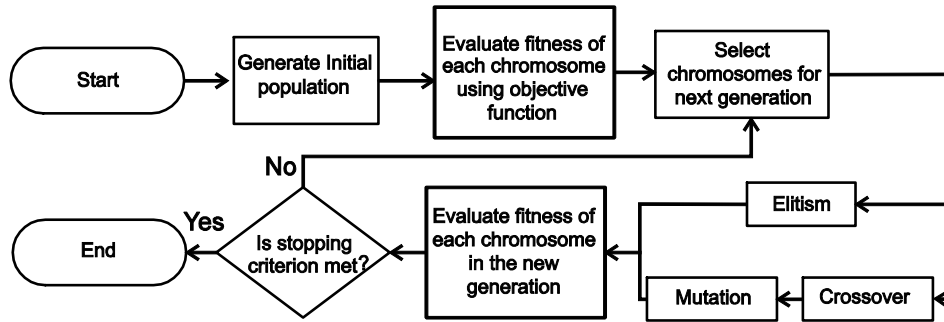 Start
Generate Initial
population
Evaluate fitness of
each chromosome
using objective
function
Select
chromosomes for
next generation
No
Yes
End
Is stopping
criterion met?
Evaluate fitness of
each chromosome
in the new
generation
Elitism
Mutation
Crossover